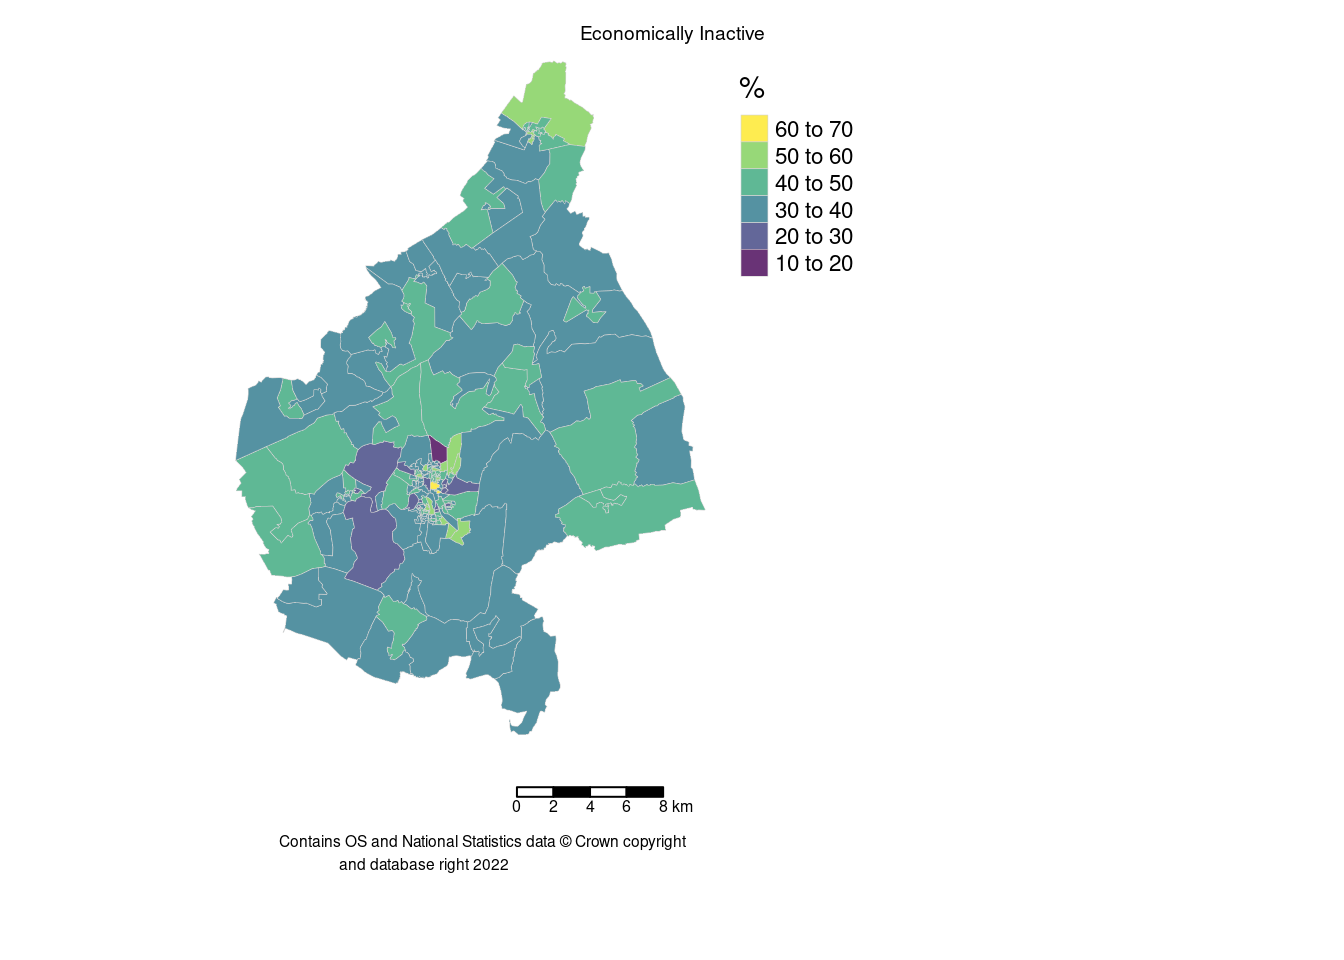 Economically Inactive
%
60 to 70
50 to 60
40 to 50
30 to 40
20 to 30
10 to 20
0 2 4 6 8 km
Contains OS and National Statistics data © Crown copyright
and database right 2022